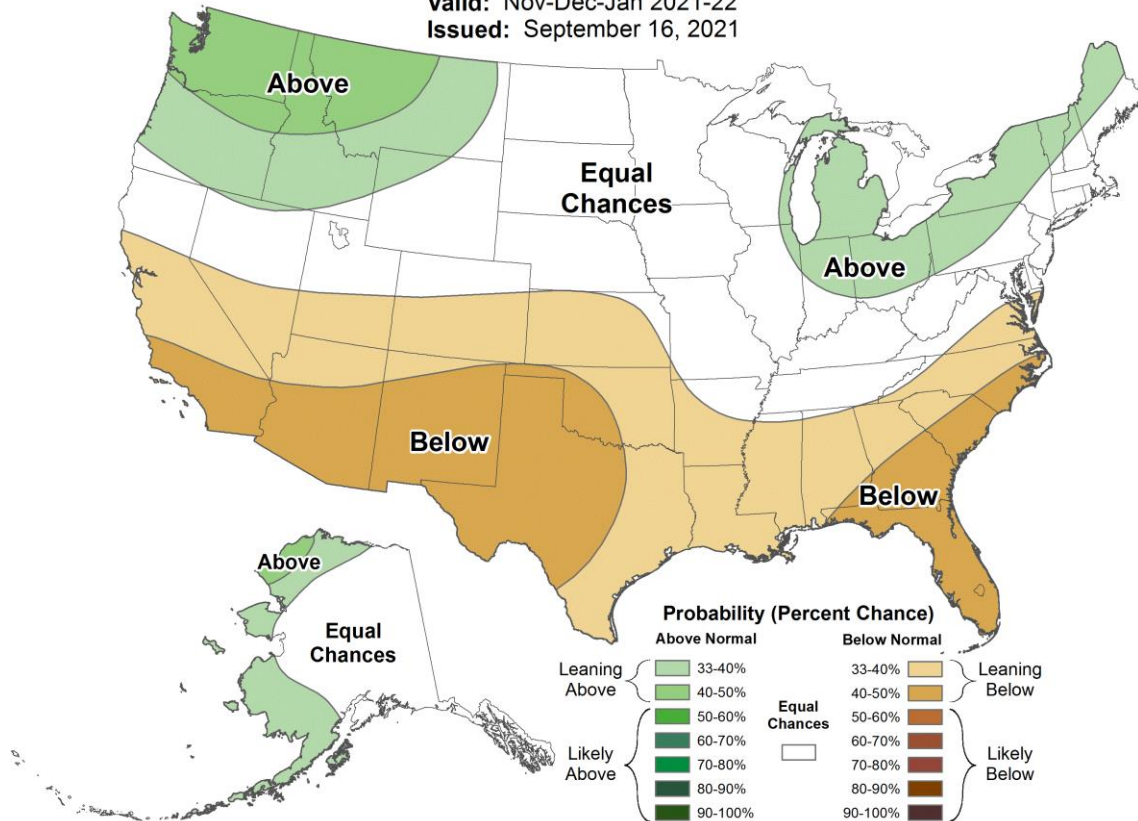 Valid: Nov-Dec-Jan 2021-22
Issued: September 16, 2021
Above
Equal
Chances
Above
Below
Below
Above
Equal
Chances
Probability (Percent Chance)
Above Normal
Below Normal
Leaning
Above
33-40%
40-50%
Likely
Above
50-60%
60-70%
70-80%
80-90%
90-100%
Equal
Chances
33-40%
40-50%
Leaning
Below
50-60%
60-70%
70-80%
80-90%
90-100%
Likely
Below